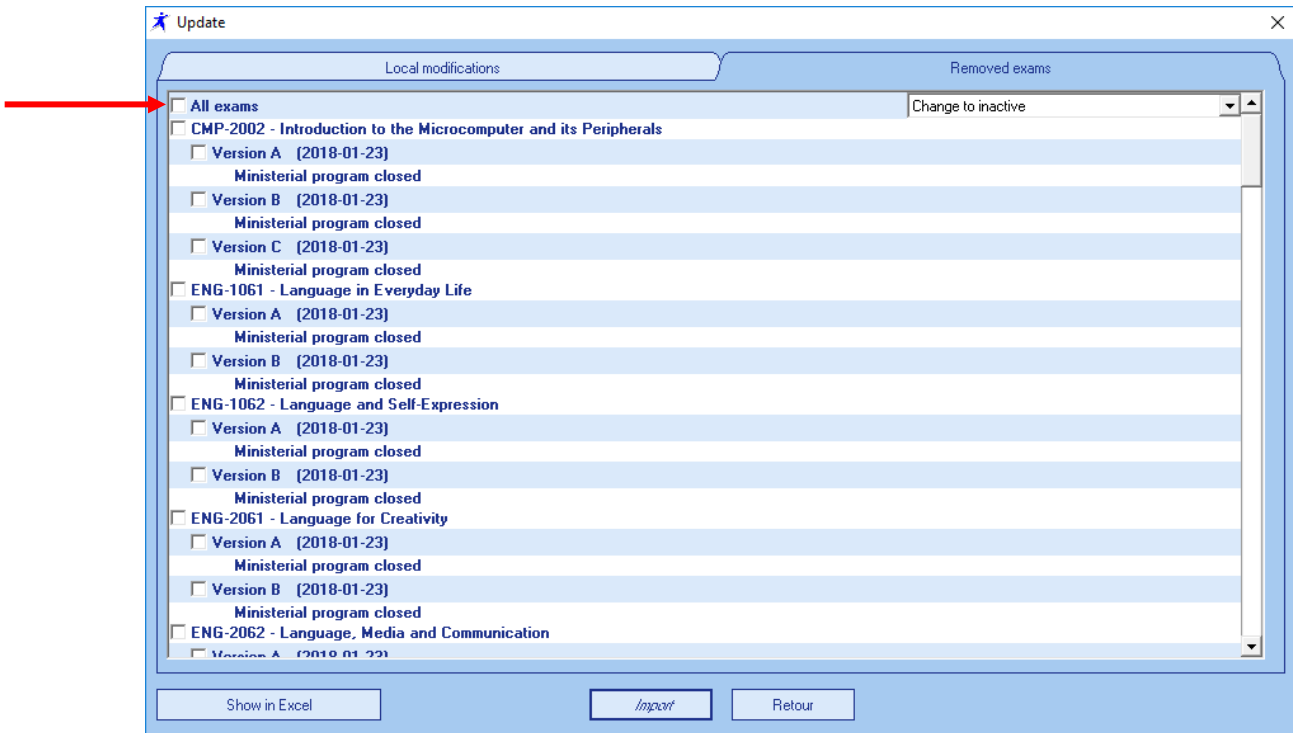 Update
Local modifications Removed exams
All exams Change to inactive
CMP-2002 - Introduction to the Microcomputer and its Peripherals
Version A (2018-01-23)
Ministerial program closed
Version B (2018-01-23)
Ministerial program closed
Version C (2018-01-23)
Ministerial program closed
ENG-1061 - Language in Everyday Life
Version A (2018-01-23)
Ministerial program closed
Version B (2018-01-23)
Ministerial program closed
ENG-1062 - Language and Self-Expression
Version A (2018-01-23)
Ministerial program closed
Version B (2018-01-23)
Ministerial program closed
ENG-2061 - Language for Creativity
Version A (2018-01-23)
Ministerial program closed
Version B (2018-01-23)
Ministerial program closed
ENG-2062 - Language, Media and Communication
Version A (2018-01-23)
Show in Excel Import Retour